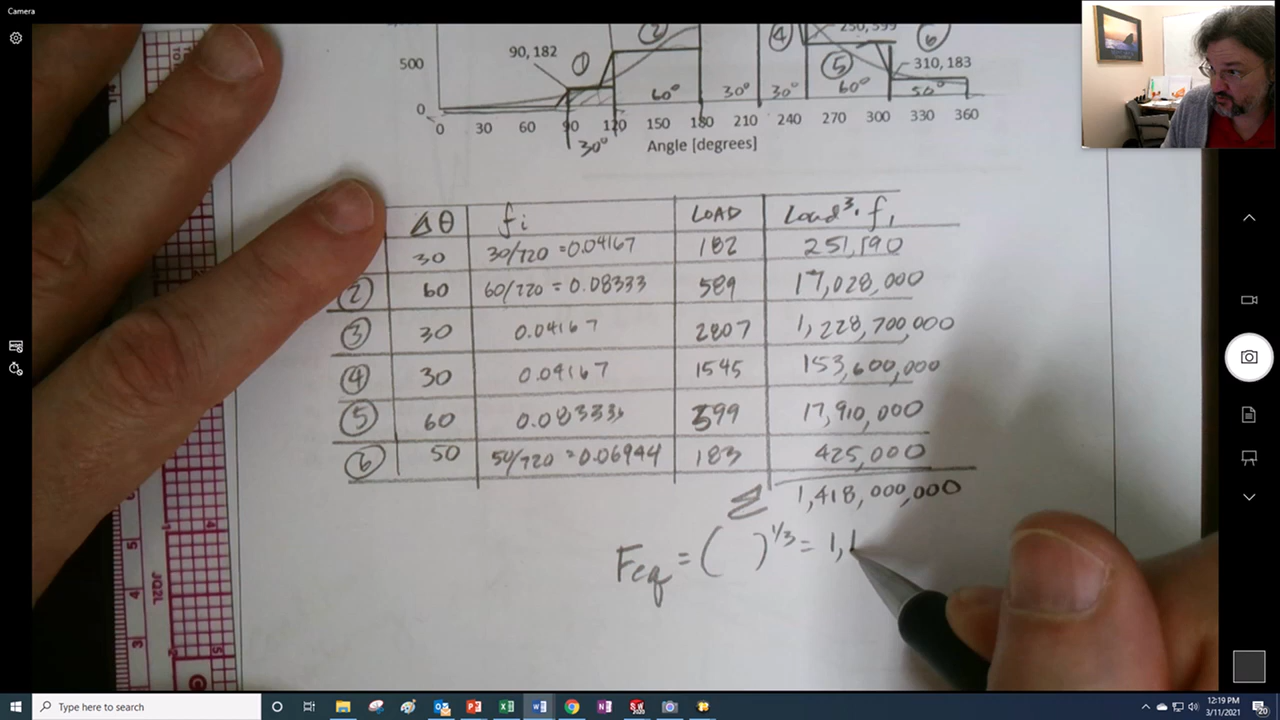 Camera
500
0
90, 182
①
②
④
250, 599
⑥
⑤
310, 183
60° 30° 30° 60° 50°
0 30 60 90 120 150 180 210 240 270 300 330 360
30°
Angle [degrees]
Δθ fi LOAD Load³· fi
30 30/720 = 0.04167 182 251,190
② 60 60/720 = 0.08333 589 17,028,000
③ 30 0.04167 2807 1,228,700,000
④ 30 0.04167 1545 153,600,000
⑤ 60 0.08333 599 17,910,000
⑥ 50 50/720 = 0.06944 183 425,000
Σ 1,418,000,000
Feq = ( )^1/3 = 1,1
JQ2L
Type here to search
12:19 PM
3/11/2021
20